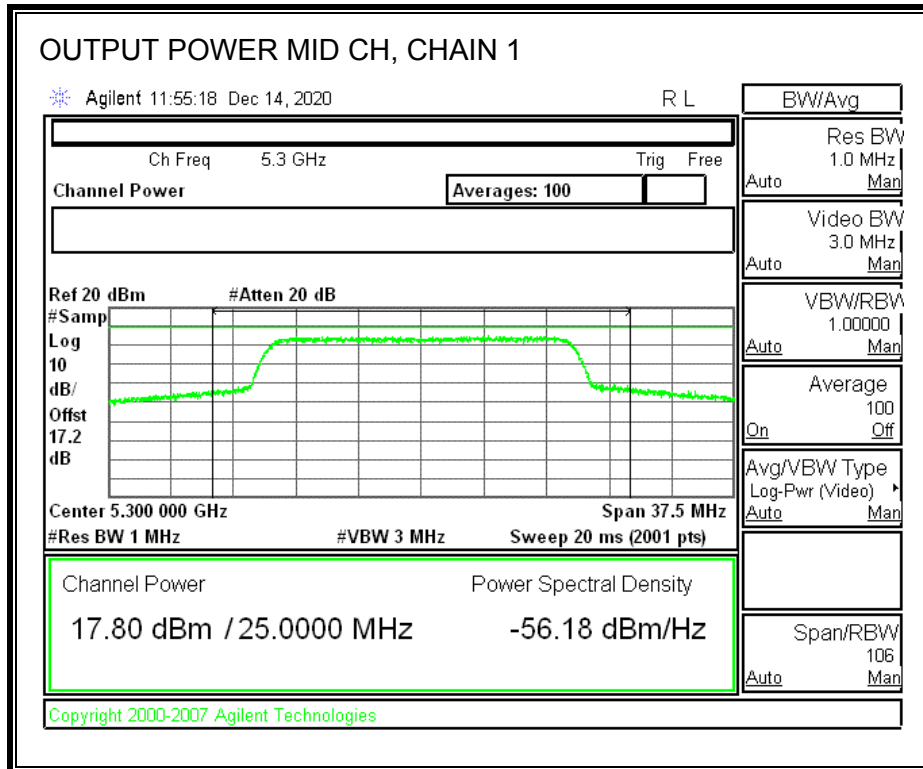 OUTPUT POWER MID CH, CHAIN 1
Agilent 11:55:18 Dec 14, 2020 R L
BW/Avg
Ch Freq 5.3 GHz Trig Free
Channel Power Averages: 100
Ref 20 dBm #Atten 20 dB
#Samp
Log
10
dB/
Offst
17.2
dB
Center 5.300 000 GHz Span 37.5 MHz
#Res BW 1 MHz #VBW 3 MHz Sweep 20 ms (2001 pts)
Channel Power Power Spectral Density
17.80 dBm / 25.0000 MHz -56.18 dBm/Hz
Copyright 2000-2007 Agilent Technologies
Res BW
1.0 MHz
Auto Man
Video BW
3.0 MHz
Auto Man
VBW/RBW
1.00000
Auto Man
Average
100
On Off
Avg/VBW Type
Log-Pwr (Video)
Auto Man
Span/RBW
106
Auto Man